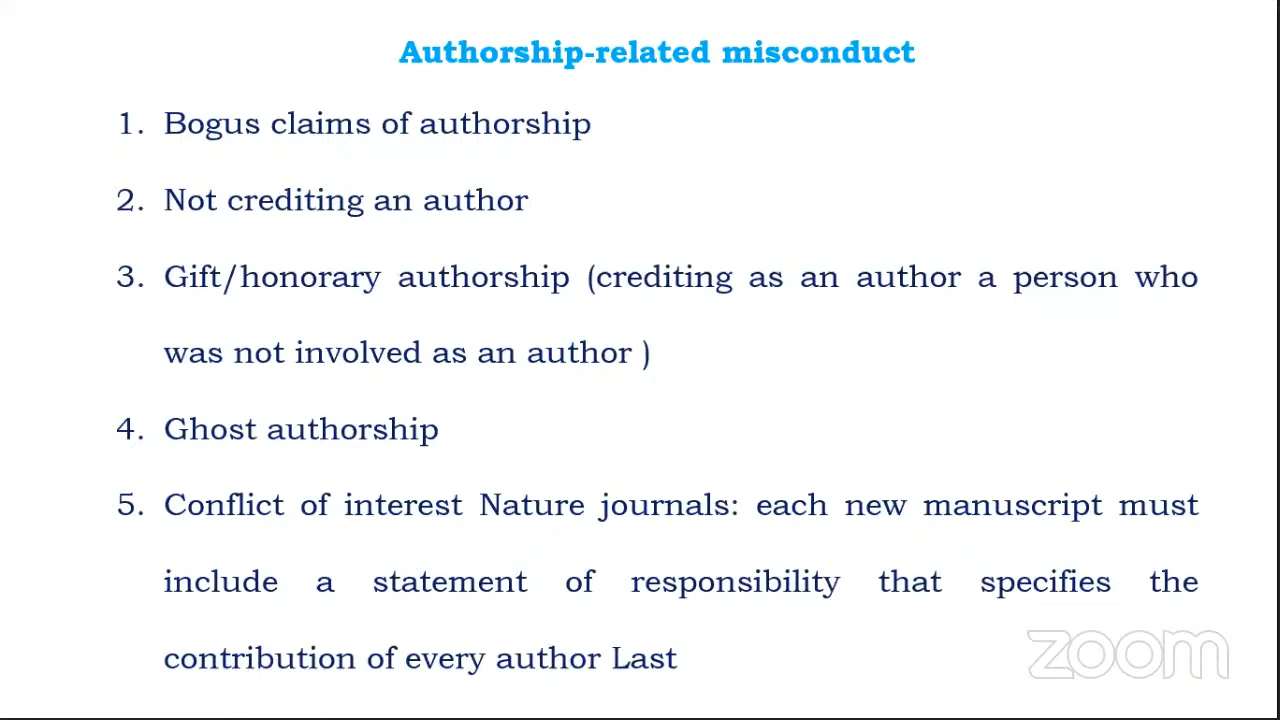 Authorship-related misconduct
1. Bogus claims of authorship
2. Not crediting an author
3. Gift/honorary authorship (crediting as an author a person who
was not involved as an author )
4. Ghost authorship
5. Conflict of interest Nature journals: each new manuscript must
include a statement of responsibility that specifies the
contribution of every author Last
zoom